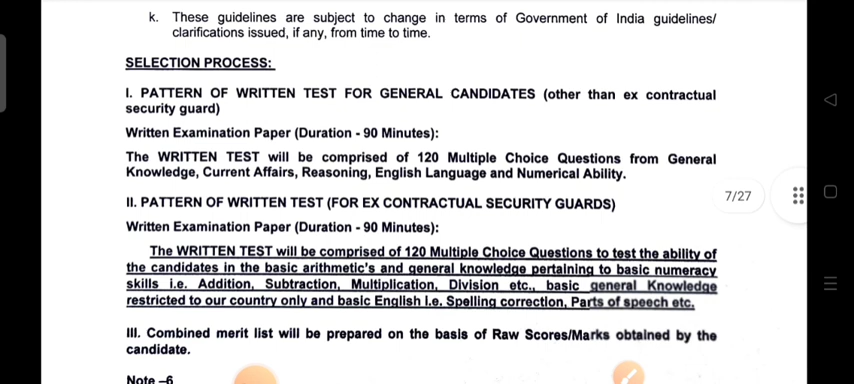 k. These guidelines are subject to change in terms of Government of India guidelines/
clarifications issued, if any, from time to time.
SELECTION PROCESS:
I. PATTERN OF WRITTEN TEST FOR GENERAL CANDIDATES (other than ex contractual
security guard)
Written Examination Paper (Duration - 90 Minutes):
The WRITTEN TEST will be comprised of 120 Multiple Choice Questions from General
Knowledge, Current Affairs, Reasoning, English Language and Numerical Ability.
7/27
II. PATTERN OF WRITTEN TEST (FOR EX CONTRACTUAL SECURITY GUARDS)
Written Examination Paper (Duration - 90 Minutes):
The WRITTEN TEST will be comprised of 120 Multiple Choice Questions to test the ability of
the candidates in the basic arithmetic's and general knowledge pertaining to basic numeracy
skills i.e. Addition, Subtraction, Multiplication, Division etc., basic general Knowledge
restricted to our country only and basic English I.e. Spelling correction, Parts of speech etc.
III. Combined merit list will be prepared on the basis of Raw Scores/Marks obtained by the
candidate.
Note –6